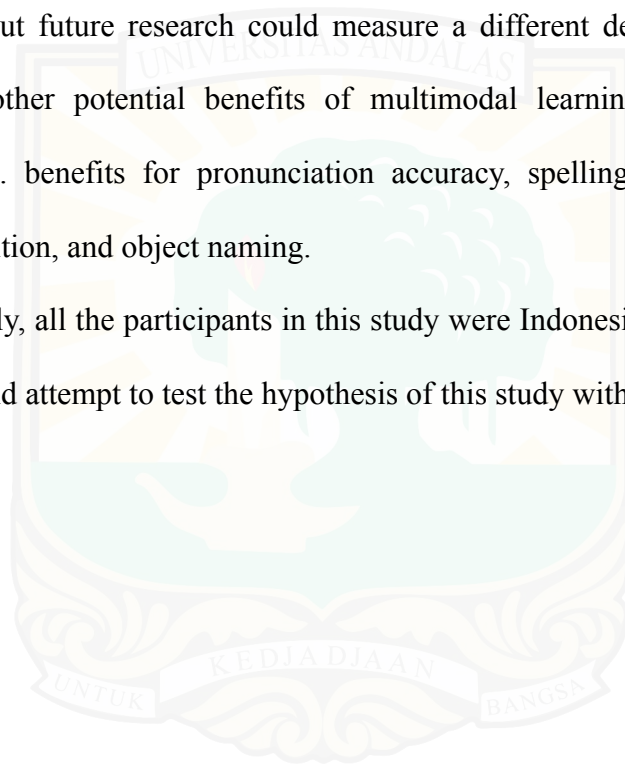 ut future research could measure a different de
UNIVERSITAS ANDALAS
other potential benefits of multimodal learnin
. benefits for pronunciation accuracy, spelling
tion, and object naming.
ly, all the participants in this study were Indonesi
d attempt to test the hypothesis of this study with
KEDJADJAAN
UNTUK
BANGSA